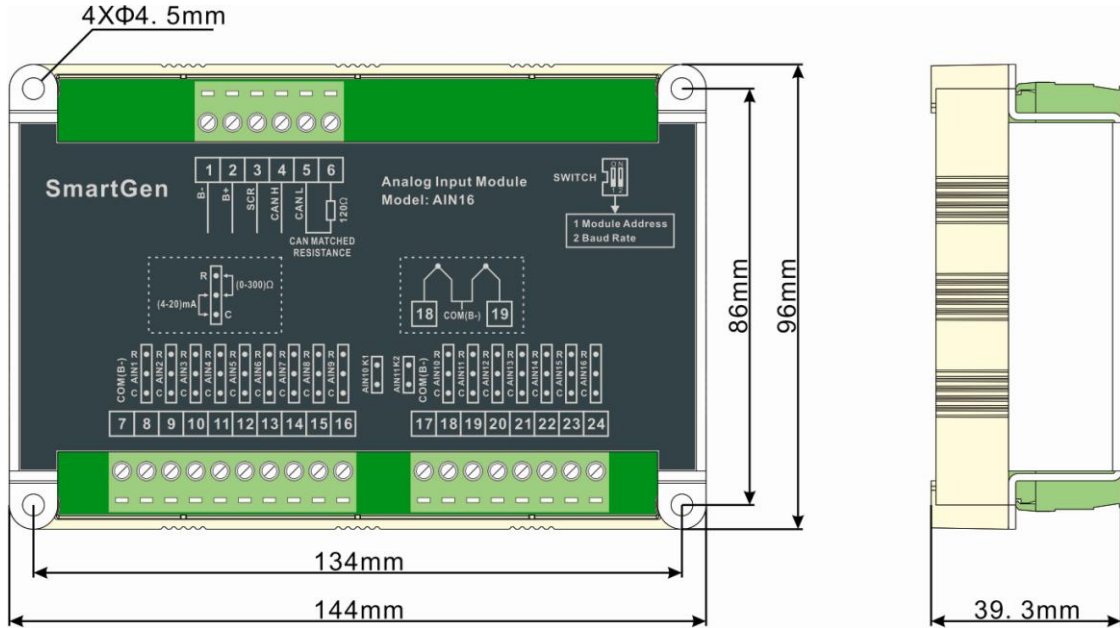 4XΦ4. 5mm
1 2 3 4 5 6
SmartGen
B-
B+
SCR
CAN H
CAN L
120Ω
CAN MATCHED
RESISTANCE
Analog Input Module
Model: AIN16
SWITCH
ON
1 2
1 Module Address
2 Baud Rate
R
(0-300)Ω
(4-20)mA
C
18 COM(B-) 19
COM(B-)
C AIN1 R
C AIN2 R
C AIN3 R
C AIN4 R
C AIN5 R
C AIN6 R
C AIN7 R
C AIN8 R
C AIN9 R
AIN10 K1
AIN11 K2
COM(B-)
C AIN10 R
C AIN11 R
C AIN12 R
C AIN13 R
C AIN14 R
C AIN15 R
C AIN16 R
7 8 9 10 11 12 13 14 15 16
17 18 19 20 21 22 23 24
86mm
96mm
134mm
144mm
39. 3mm